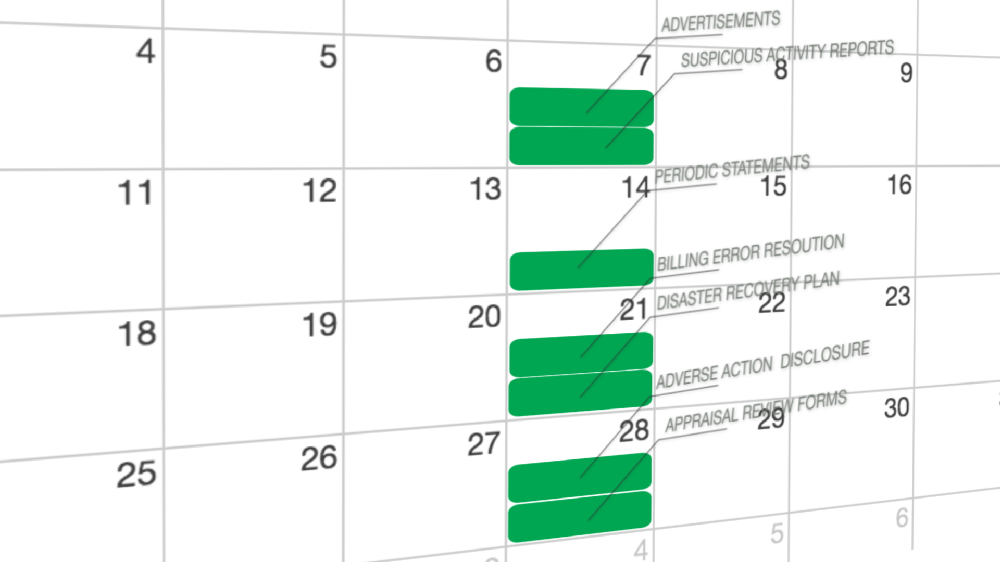 ADVERTISEMENTS
SUSPICIOUS ACTIVITY REPORTS
4 5 6 7 8 9
PERIODIC STATEMENTS
11 12 13 14 15 16
BILLING ERROR RESOUTION
DISASTER RECOVERY PLAN
18 19 20 21 22 23
ADVERSE ACTION DISCLOSURE
APPRAISAL REVIEW FORMS
25 26 27 28 29 30
4 5 6